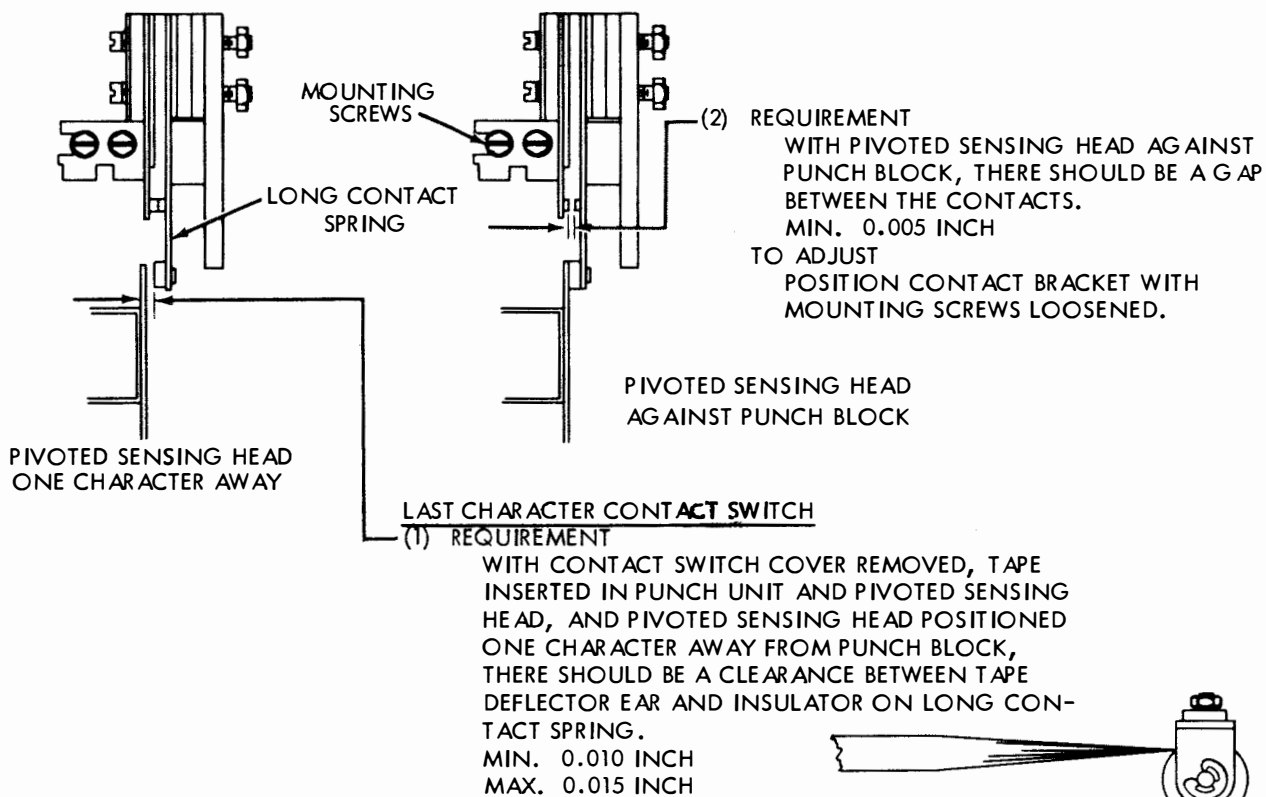 MOUNTING
SCREWS
LONG CONTACT
SPRING
(2) REQUIREMENT
WITH PIVOTED SENSING HEAD AGAINST
PUNCH BLOCK, THERE SHOULD BE A GAP
BETWEEN THE CONTACTS.
MIN. 0.005 INCH
TO ADJUST
POSITION CONTACT BRACKET WITH
MOUNTING SCREWS LOOSENED.
PIVOTED SENSING HEAD
AGAINST PUNCH BLOCK
PIVOTED SENSING HEAD
ONE CHARACTER AWAY
LAST CHARACTER CONTACT SWITCH
(1) REQUIREMENT
WITH CONTACT SWITCH COVER REMOVED, TAPE
INSERTED IN PUNCH UNIT AND PIVOTED SENSING
HEAD, AND PIVOTED SENSING HEAD POSITIONED
ONE CHARACTER AWAY FROM PUNCH BLOCK,
THERE SHOULD BE A CLEARANCE BETWEEN TAPE
DEFLECTOR EAR AND INSULATOR ON LONG CON-
TACT SPRING.
MIN. 0.010 INCH
MAX. 0.015 INCH